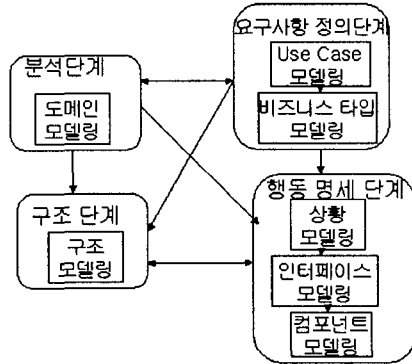 요구사항 정의단계
Use Case
모델링
비즈니스 타입
모델링
분석단계
도메인
모델링
구조 단계
구조
모델링
행동 명세 단계
상황
모델링
인터페이스
모델링
컴포넌트
모델링